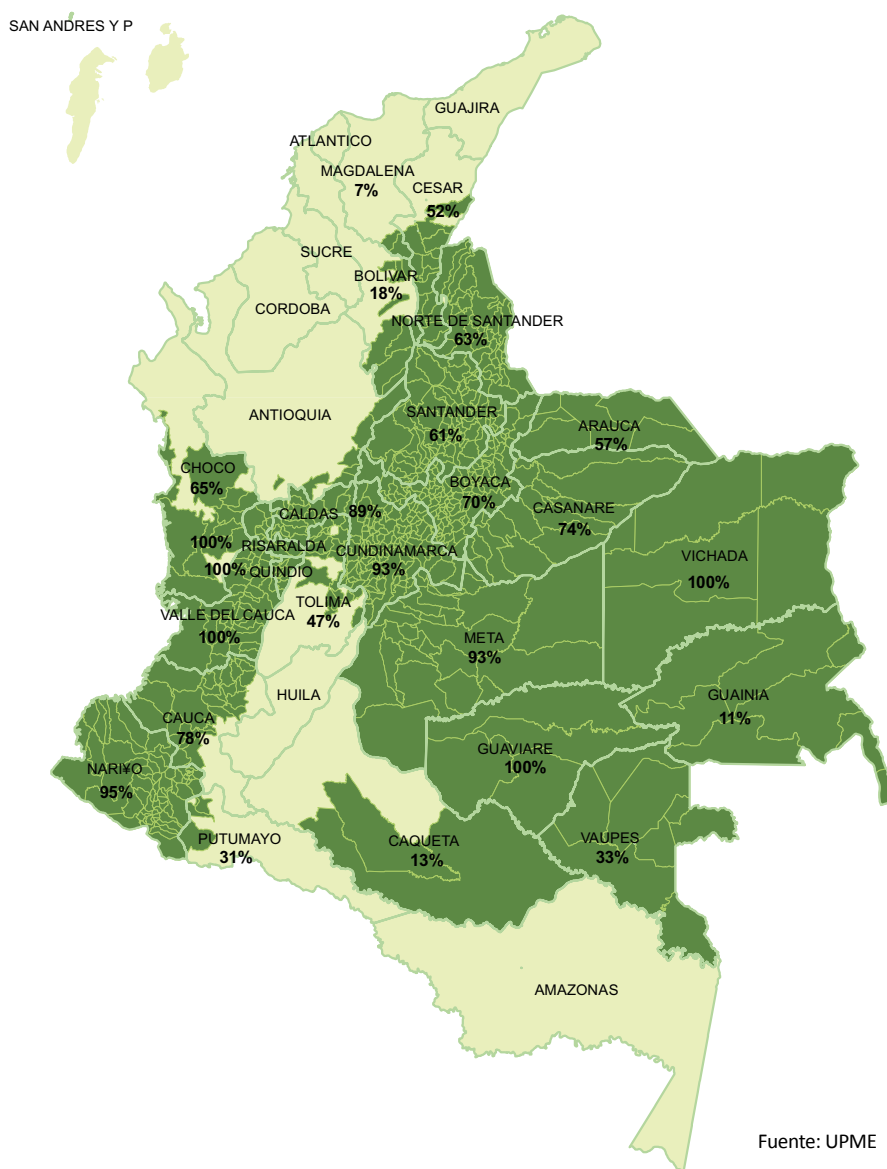 SAN ANDRES Y P
GUAJIRA
ATLANTICO
MAGDALENA
7%
CESAR
52%
SUCRE
BOLIVAR
18%
CORDOBA
NORTE DE SANTANDER
63%
ANTIOQUIA
SANTANDER
61%
ARAUCA
57%
CHOCO
65%
BOYACA
70%
CASANARE
74%
CALDAS
89%
100%
RISARALDA
CUNDINAMARCA
93%
VICHADA
100%
100%
QUINDIO
TOLIMA
47%
VALLE DEL CAUCA
100%
META
93%
HUILA
GUAINIA
11%
CAUCA
78%
GUAVIARE
100%
NARI¥O
95%
PUTUMAYO
31%
CAQUETA
13%
VAUPES
33%
AMAZONAS
Fuente: UPME